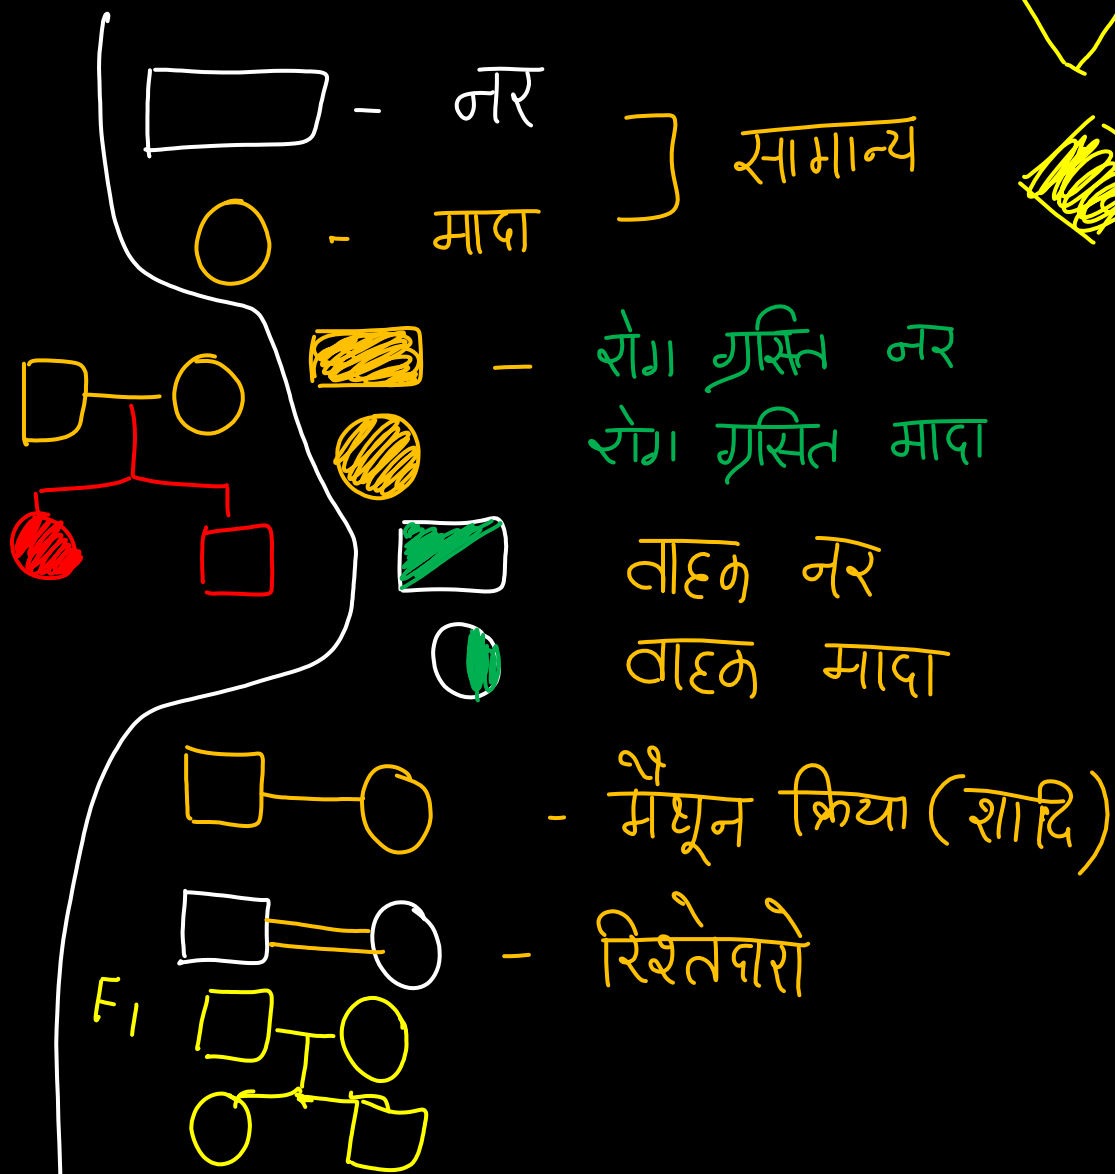 - नर
सामान्य
- मादा
- रोग ग्रसित नर
रोग ग्रसित मादा
वाहक नर
वाहक मादा
- मैथून क्रिया (शादि)
- रिश्तेदारो
F1